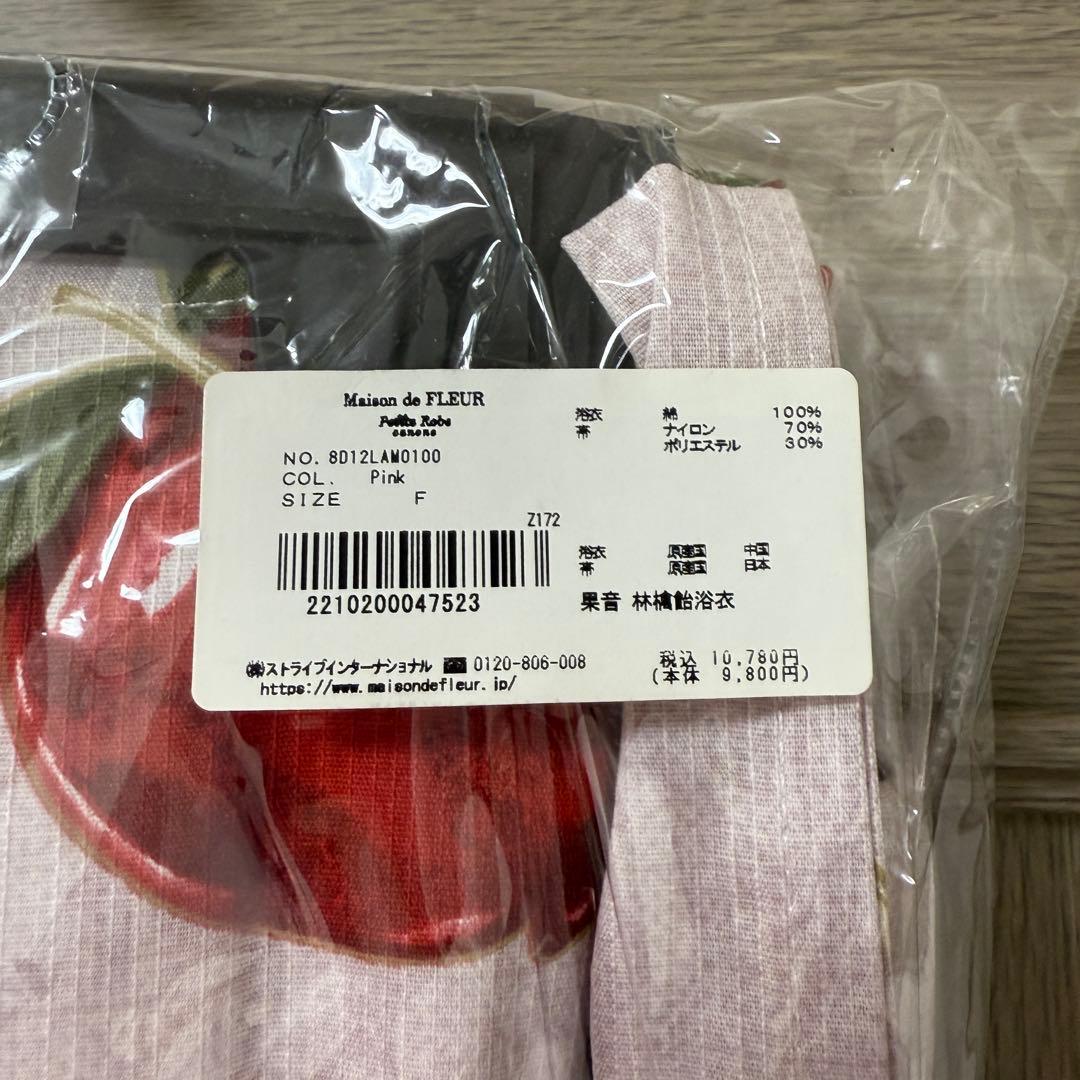 Maison de FLEUR
Petite Robe
canone
NO. 8D12LAM0100
COL. Pink
SIZE F
Z172
2210200047523
浴衣 綿 100%
帯 ナイロン 70%
ポリエステル 30%
浴衣 原産国 中国
帯 原産国 日本
果音 林檎飴浴衣
㈱ストライプインターナショナル 0120-806-008
https://www.maisondefleur.jp/
税込 10,780円
(本体 9,800円)